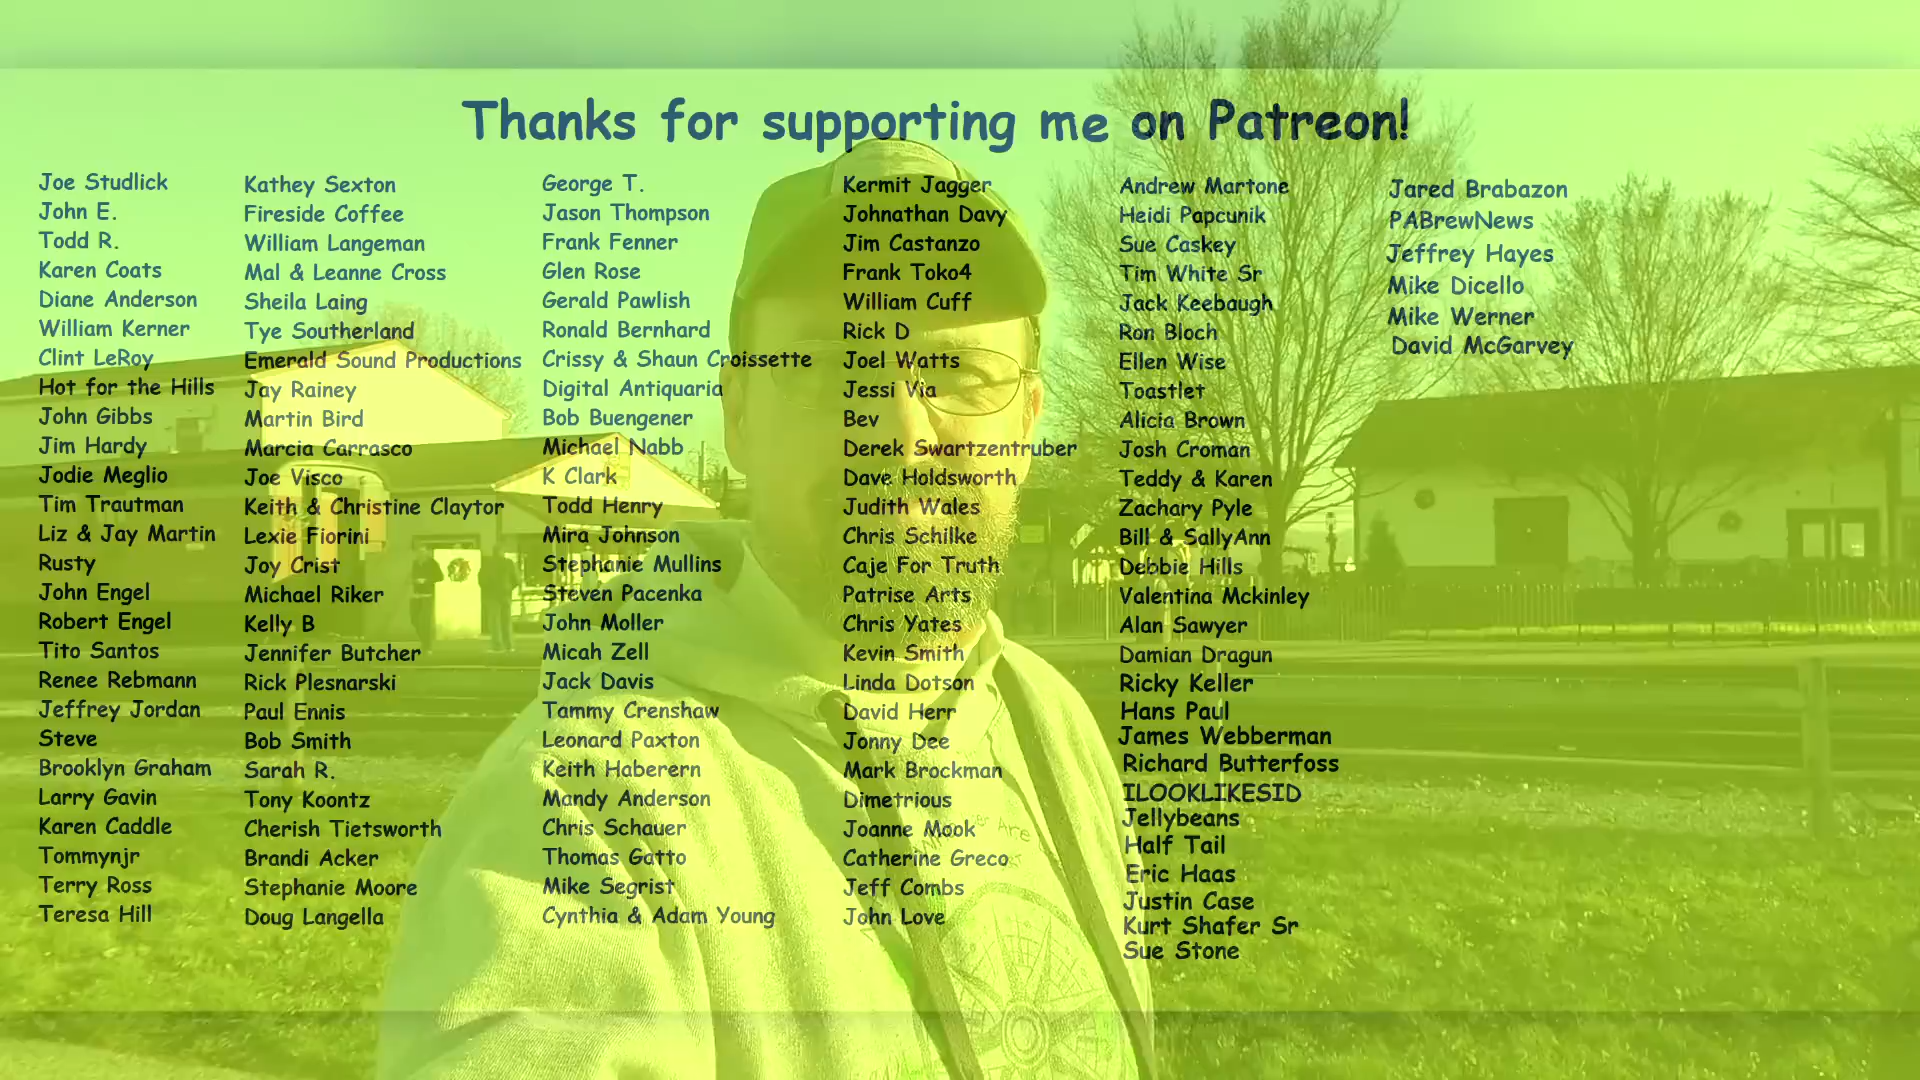 Thanks for supporting me on Patreon!
Joe Studlick
John E.
Todd R.
Karen Coats
Diane Anderson
William Kerner
Clint LeRoy
Hot for the Hills
John Gibbs
Jim Hardy
Jodie Meglio
Tim Trautman
Liz & Jay Martin
Rusty
John Engel
Robert Engel
Tito Santos
Renee Rebmann
Jeffrey Jordan
Steve
Brooklyn Graham
Larry Gavin
Karen Caddle
Tommynjr
Terry Ross
Teresa Hill
Kathey Sexton
Fireside Coffee
William Langeman
Mal & Leanne Cross
Sheila Laing
Tye Southerland
Emerald Sound Productions
Jay Rainey
Martin Bird
Marcia Carrasco
Joe Visco
Keith & Christine Claytor
Lexie Fiorini
Joy Crist
Michael Riker
Kelly B
Jennifer Butcher
Rick Plesnarski
Paul Ennis
Bob Smith
Sarah R.
Tony Koontz
Cherish Tietsworth
Brandi Acker
Stephanie Moore
Doug Langella
George T.
Jason Thompson
Frank Fenner
Glen Rose
Gerald Pawlish
Ronald Bernhard
Crissy & Shaun Croissette
Digital Antiquaria
Bob Buengener
Michael Nabb
K Clark
Todd Henry
Mira Johnson
Stephanie Mullins
Steven Pacenka
John Moller
Micah Zell
Jack Davis
Tammy Crenshaw
Leonard Paxton
Keith Haberern
Mandy Anderson
Chris Schauer
Thomas Gatto
Mike Segrist
Cynthia & Adam Young
Kermit Jagger
Johnathan Davy
Jim Castanzo
Frank Toko4
William Cuff
Rick D
Joel Watts
Jessi Via
Bev
Derek Swartzentruber
Dave Holdsworth
Judith Wales
Chris Schilke
Caje For Truth
Patrise Arts
Chris Yates
Kevin Smith
Linda Dotson
David Herr
Jonny Dee
Mark Brockman
Dimetrious
Joanne Mook
Catherine Greco
Jeff Combs
John Love
Andrew Martone
Heidi Papcunik
Sue Caskey
Tim White Sr
Jack Keebaugh
Ron Bloch
Ellen Wise
Toastlet
Alicia Brown
Josh Croman
Teddy & Karen
Zachary Pyle
Bill & SallyAnn
Debbie Hills
Valentina Mckinley
Alan Sawyer
Damian Dragun
Ricky Keller
Hans Paul
James Webberman
Richard Butterfoss
ILOOKLIKESID
Jellybeans
Half Tail
Eric Haas
Justin Case
Kurt Shafer Sr
Sue Stone
Jared Brabazon
PABrewNews
Jeffrey Hayes
Mike Dicello
Mike Werner
David McGarvey